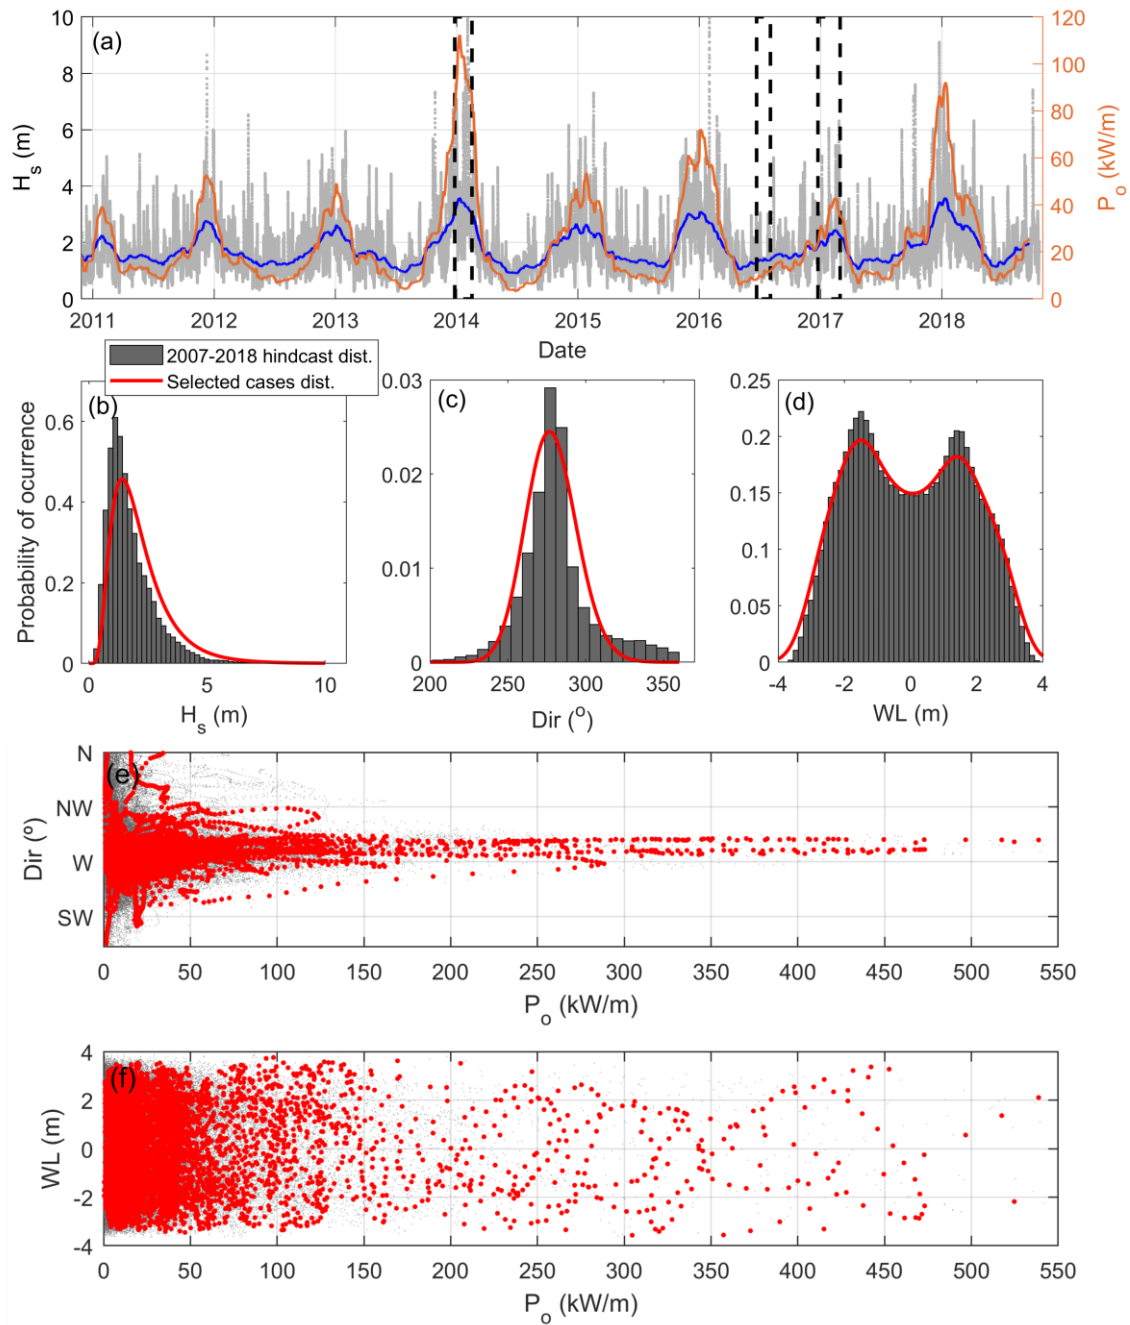 (a)
H_s (m)
10
8
6
4
2
0
120
100
80
60
40
20
0
P_o (kW/m)
2011 2012 2013 2014 2015 2016 2017 2018
Date
2007-2018 hindcast dist.
Selected cases dist.
(b)
Probability of ocurrence
0.6
0.4
0.2
0
0 5 10
H_s (m)
(c)
0.03
0.02
0.01
0
200 250 300 350
Dir (o)
(d)
0.25
0.2
0.15
0.1
0.05
0
-4 -2 0 2 4
WL (m)
(e)
Dir (º)
N
NW
W
SW
0 50 100 150 200 250 300 350 400 450 500 550
P_o (kW/m)
(f)
WL (m)
4
2
0
-2
-4
0 50 100 150 200 250 300 350 400 450 500 550
P_o (kW/m)